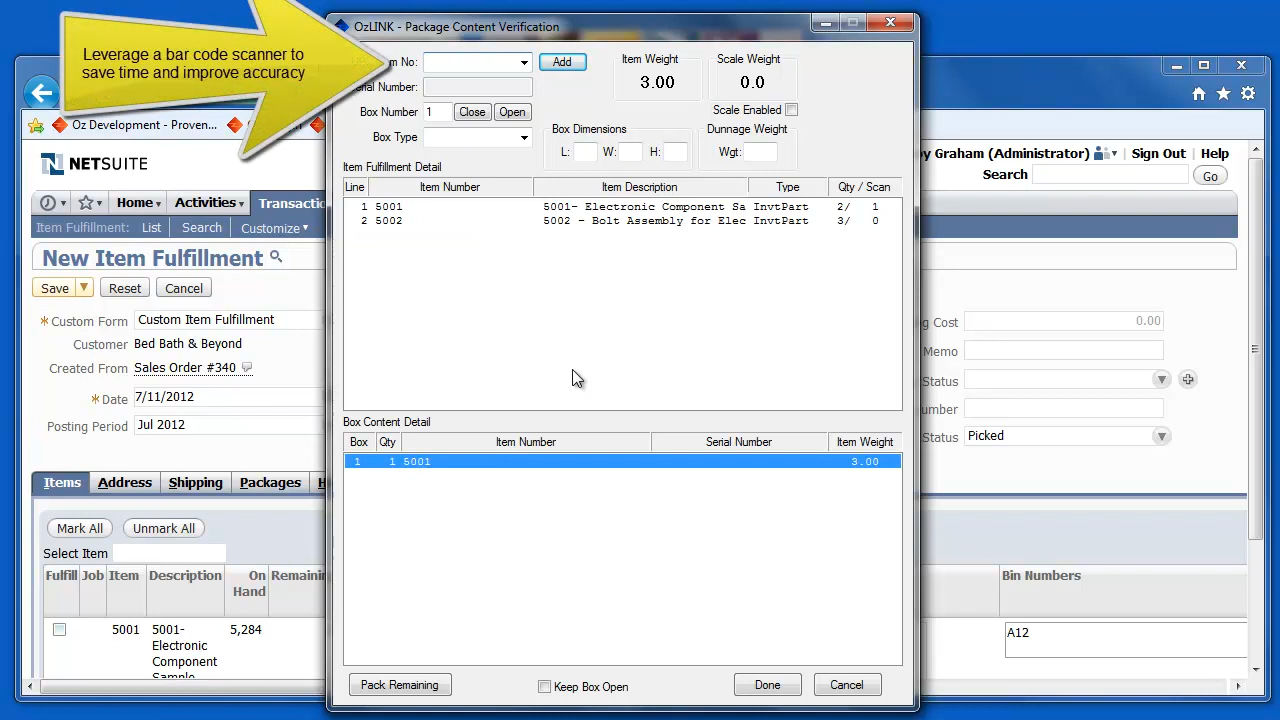 Leverage a bar code scanner to
save time and improve accuracy
OzLINK - Package Content Verification
m No:
Add
Serial Number:
Box Number
1
Close
Open
Box Type
Item Weight
3.00
Scale Weight
0.0
Scale Enabled
Box Dimensions
L:
W:
H:
Dunnage Weight
Wgt:
Item Fulfillment Detail
Line Item Number Item Description Type Qty / Scan
1 5001 5001- Electronic Component Sa InvtPart 2/ 1
2 5002 5002 - Bolt Assembly for Elec InvtPart 3/ 0
Box Content Detail
Box Qty Item Number Serial Number Item Weight
1 1 5001 3.00
Pack Remaining
Keep Box Open
Done
Cancel
Oz Development - Proven...
NETSUITE
y Graham (Administrator)
Sign Out
Help
Search
Go
Home
Activities
Transactio
Item Fulfillment: List Search Customize
New Item Fulfillment
Save
Reset
Cancel
Custom Form Custom Item Fulfillment
Customer Bed Bath & Beyond
Created From Sales Order #340
Date 7/11/2012
Posting Period Jul 2012
g Cost 0.00
Memo
Status
umber
Status Picked
Items Address Shipping Packages
Mark All
Unmark All
Select Item
Fulfill Job Item Description On
Hand
Remainin
Bin Numbers
5001 5001-
Electronic
Component
Sample
5,284
A12